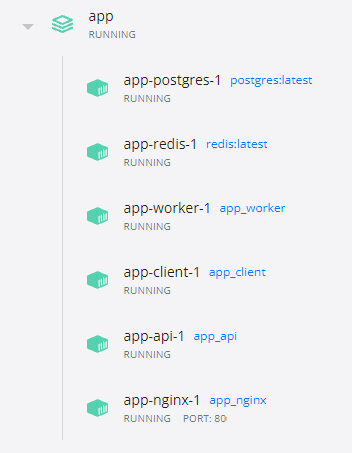 app
RUNNING
app-postgres-1 postgres:latest
RUNNING
app-redis-1 redis:latest
RUNNING
app-worker-1 app_worker
RUNNING
app-client-1 app_client
RUNNING
app-api-1 app_api
RUNNING
app-nginx-1 app_nginx
RUNNING PORT: 80